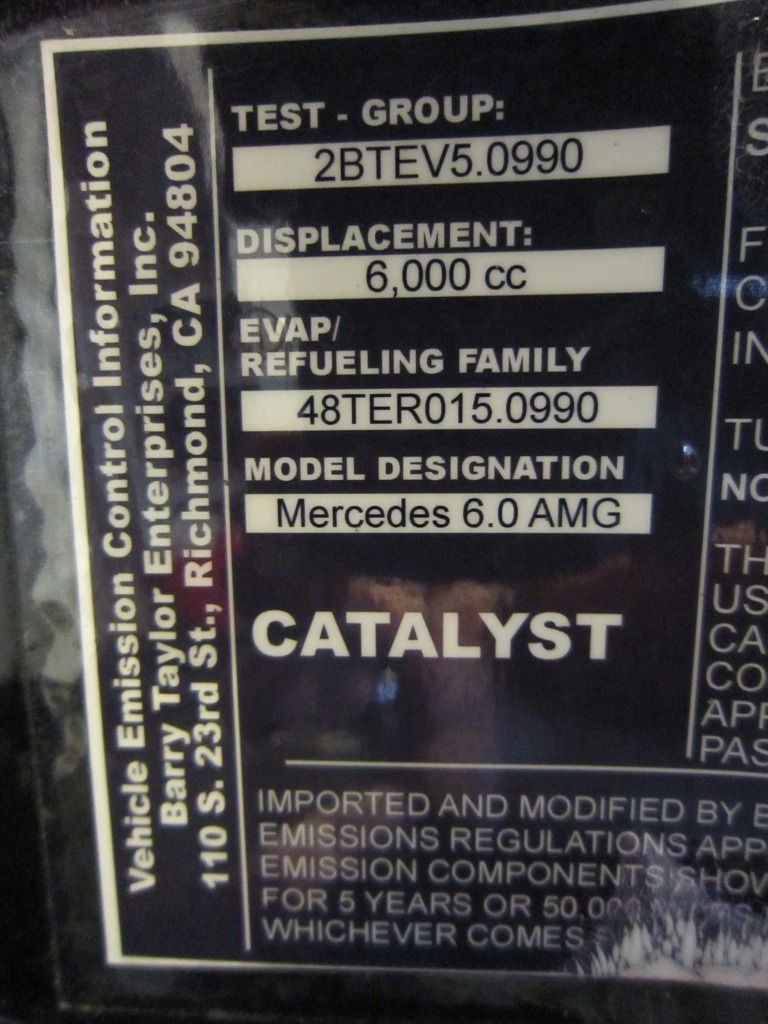 Vehicle Emission Control Information
Barry Taylor Enterprises, Inc.
110 S. 23rd St., Richmond, CA 94804
TEST - GROUP:
2BTEV5.0990
DISPLACEMENT:
6,000 cc
EVAP/
REFUELING FAMILY
48TER015.0990
MODEL DESIGNATION
Mercedes 6.0 AMG
CATALYST
IMPORTED AND MODIFIED BY
EMISSIONS REGULATIONS
EMISSION COMPONENTS
FOR 5 YEARS OR
WHICHEVER COMES